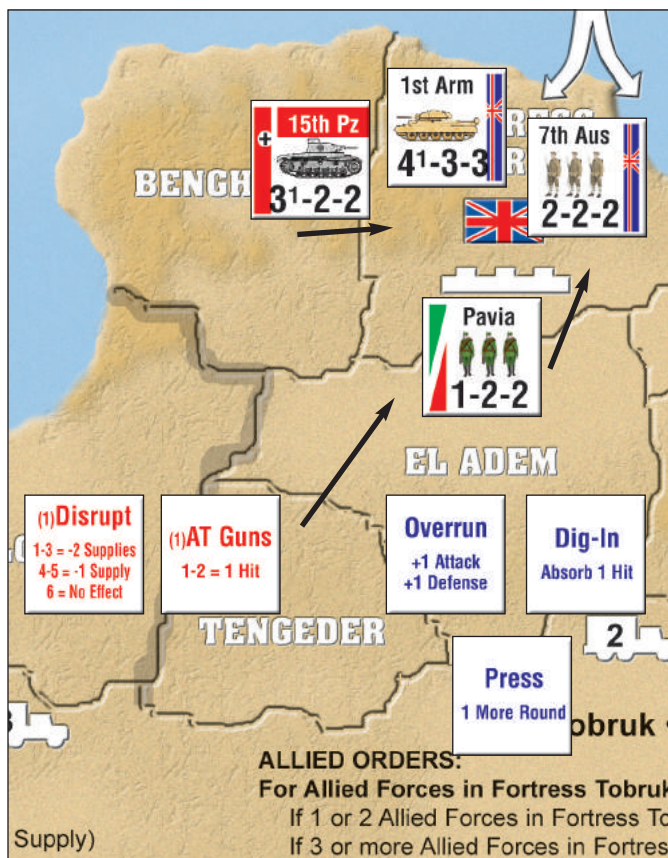 1st Arm
15th Pz
7th Aus
BENGH
4¹-3-3
3¹-2-2
2-2-2
Pavia
1-2-2
EL ADEM
(1)Disrupt
1-3 = -2 Supplies
4-5 = -1 Supply
6 = No Effect
(1)AT Guns
1-2 = 1 Hit
Overrun
+1 Attack
+1 Defense
Dig-In
Absorb 1 Hit
TENGEDER
2
Press
1 More Round
obruk
ALLIED ORDERS:
For Allied Forces in Fortress Tobruk
If 1 or 2 Allied Forces in Fortress To
If 3 or more Allied Forces in Fortres
Supply)